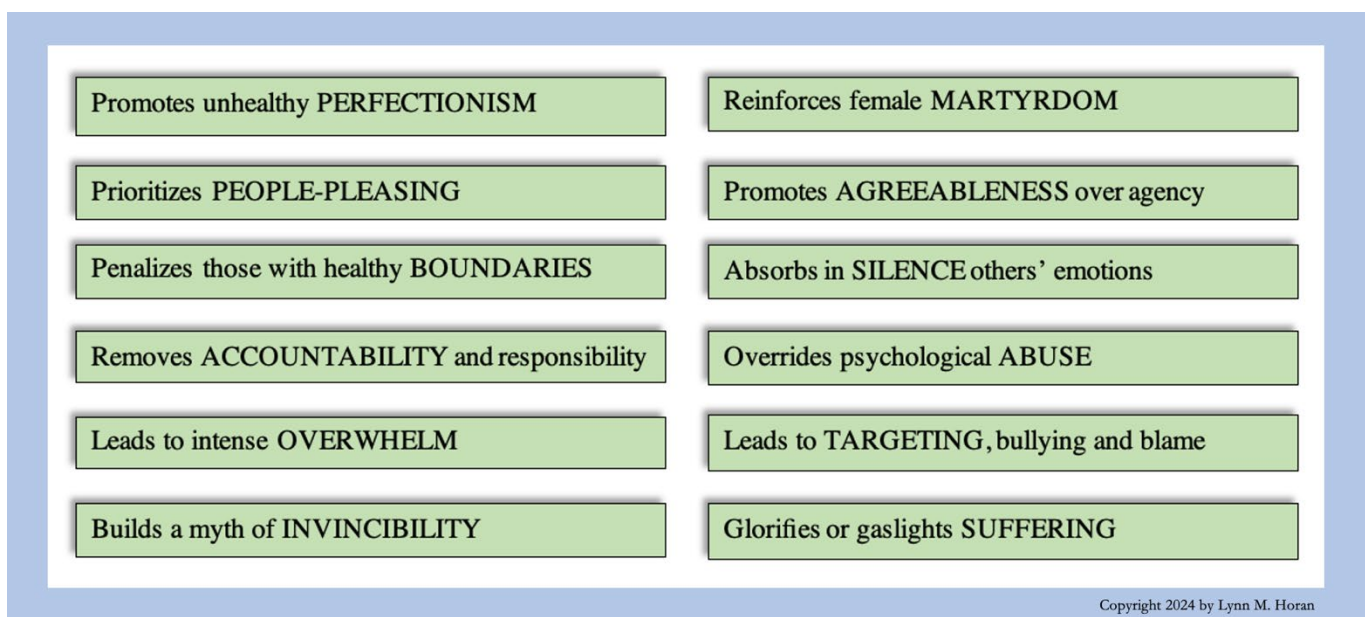 Promotes unhealthy PERFECTIONISM
Prioritizes PEOPLE-PLEASING
Penalizes those with healthy BOUNDARIES
Removes ACCOUNTABILITY and responsibility
Leads to intense OVERWHELM
Builds a myth of INVINCIBILITY
Reinforces female MARTYRDOM
Promotes AGREEABLENESS over agency
Absorbs in SILENCE others’ emotions
Overrides psychological ABUSE
Leads to TARGETING, bullying and blame
Glorifies or gaslights SUFFERING
Copyright 2024 by Lynn M. Horan